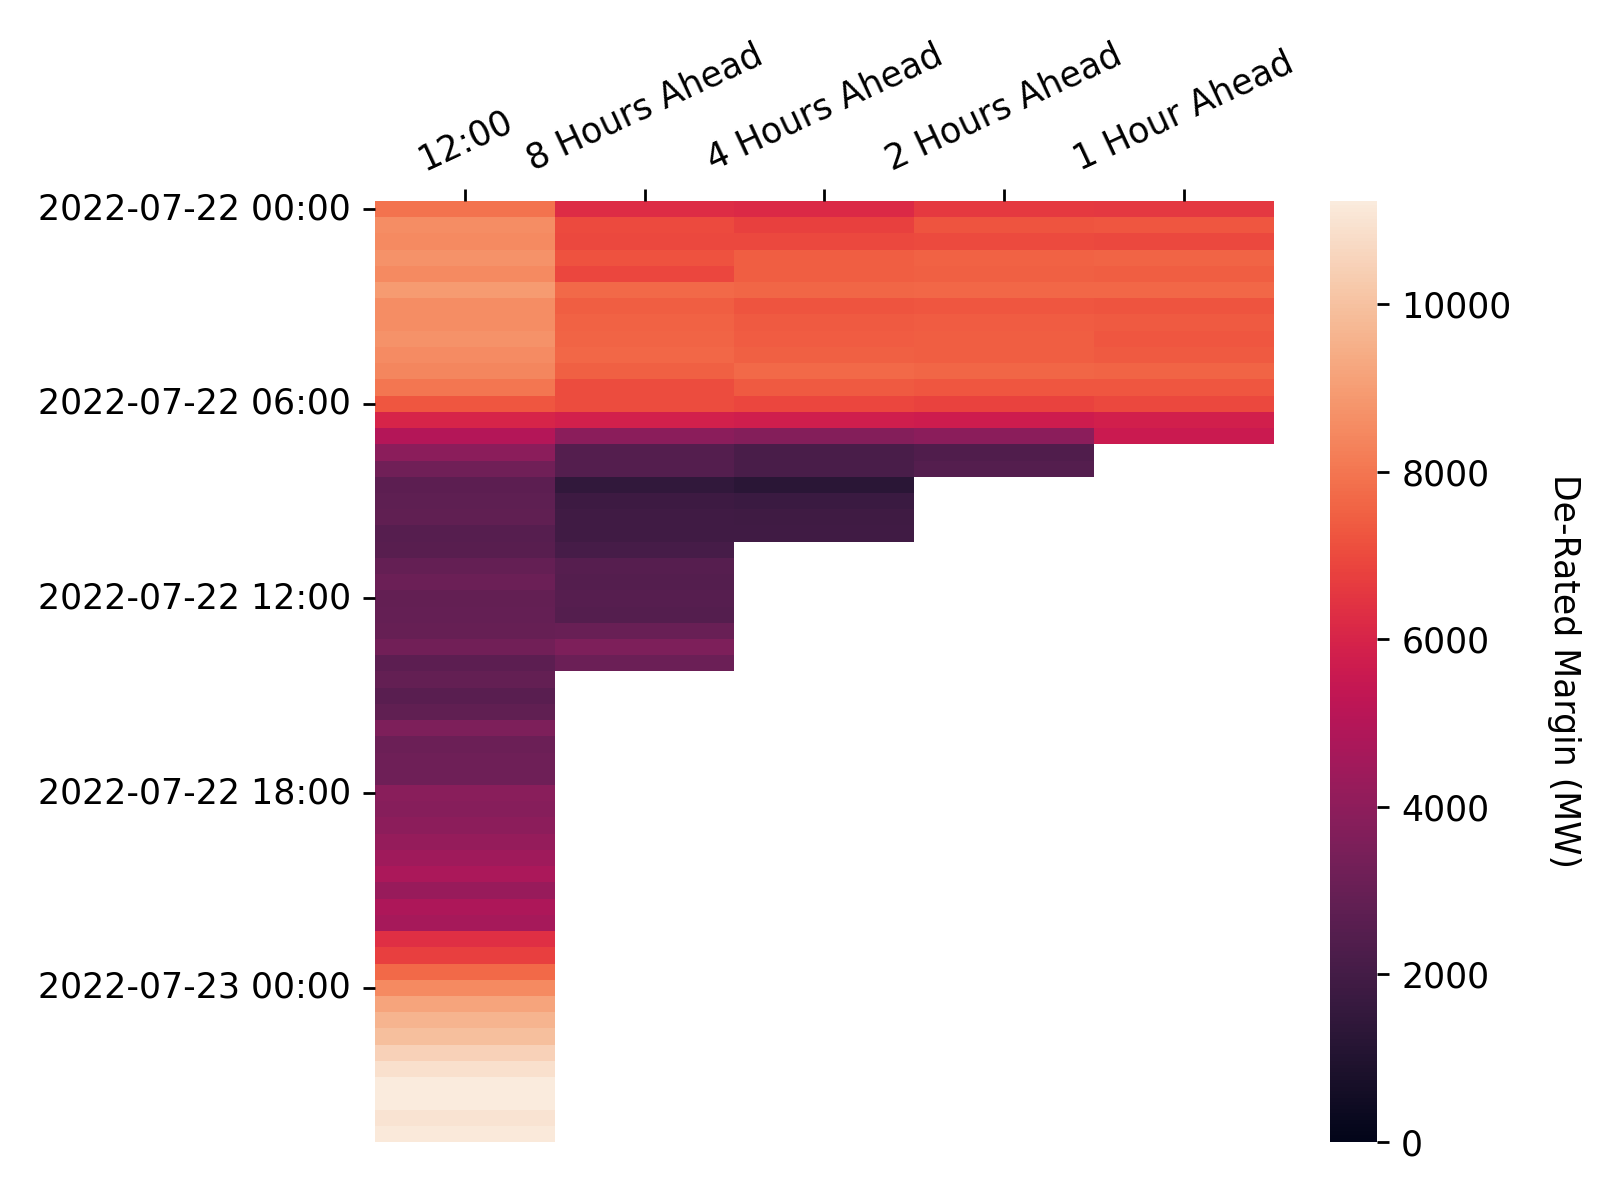 12:00
8 Hours Ahead
4 Hours Ahead
2 Hours Ahead
1 Hour Ahead
2022-07-22 00:00
2022-07-22 06:00
2022-07-22 12:00
2022-07-22 18:00
2022-07-23 00:00
10000
8000
6000
4000
2000
0
De-Rated Margin (MW)